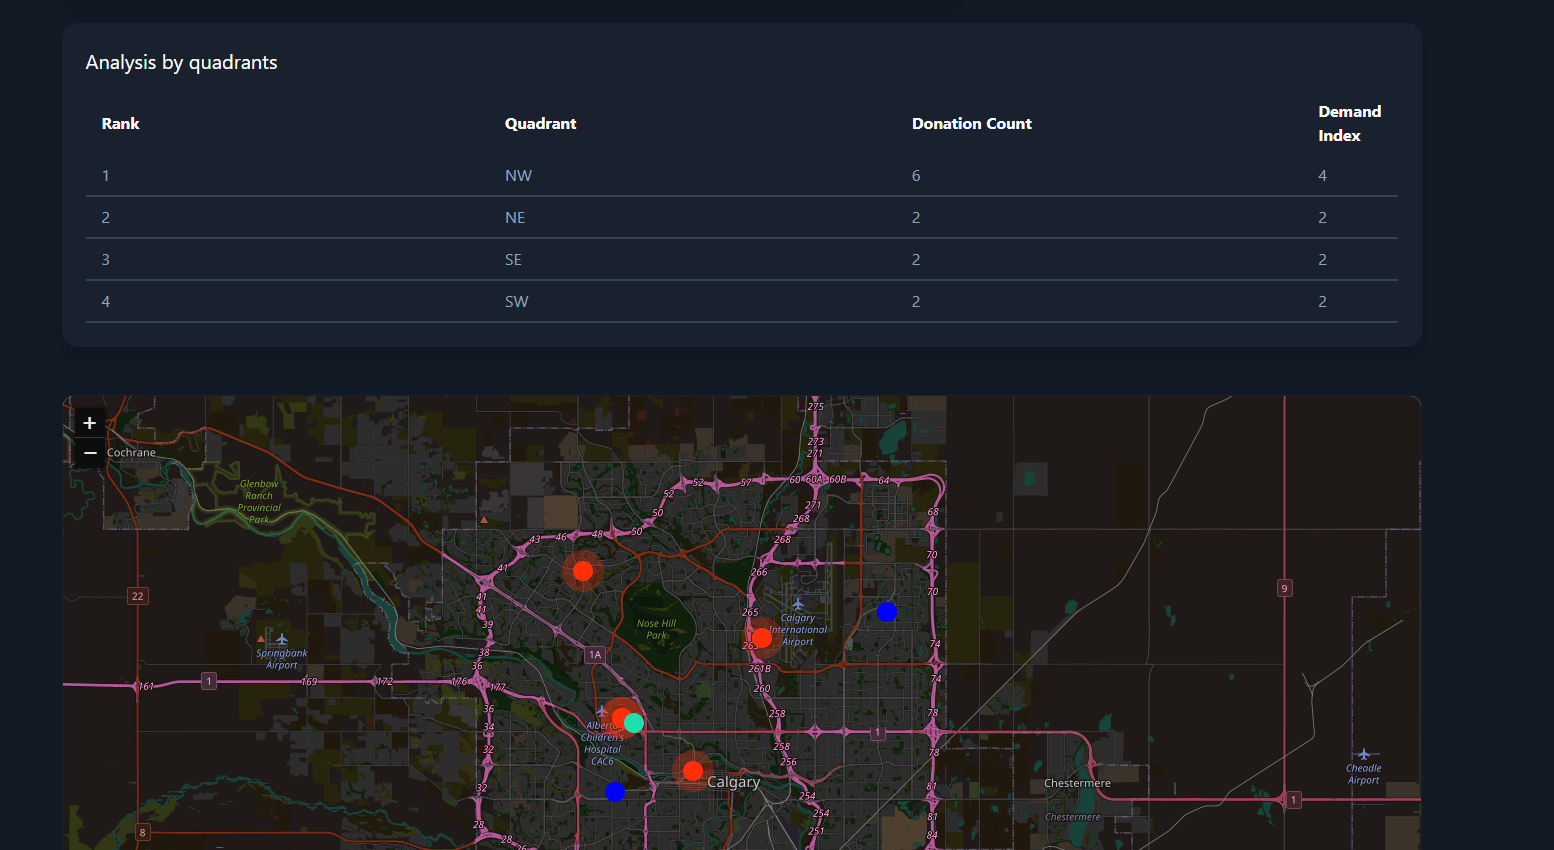 Analysis by quadrants
Rank Quadrant Donation Count Demand Index
1 NW 6 4
2 NE 2 2
3 SE 2 2
4 SW 2 2
+
−
Cochrane
Glenbow
Ranch
Provincial
Park
275
273
271
60 60A 60B 64
52 52 57
271
268
268
50
50
48
46
43
41
68
70
266
70
22
41
41
39
38
36
265
9
Nose Hill
Park
Calgary
International
Airport
Springbank
Airport
1A
261B
260
74
74
161 1 169 172 176 177
36
34
32
32
258
258
256
254
254
251
78
78
1
Children's
Hospital
CAC6
Calgary
Chestermere
Chestermere
Cheadle
Airport
81
81
84
1
8
28
28